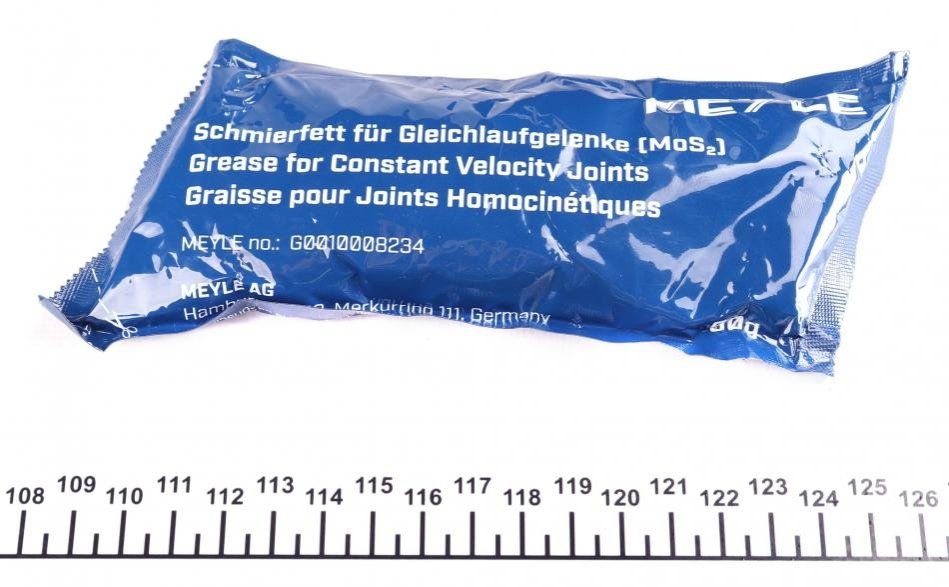 MEYLE
Schmierfett für Gleichlaufgelenke (MoS₂)
Grease for Constant Velocity Joints
Graisse pour Joints Homocinétiques
MEYLE no.: G0010008234
MEYLE AG
Merkurring 111, Germany
108 109 110 111 112 113 114 115 116 117 118 119 120 121 122 123 124 125 126